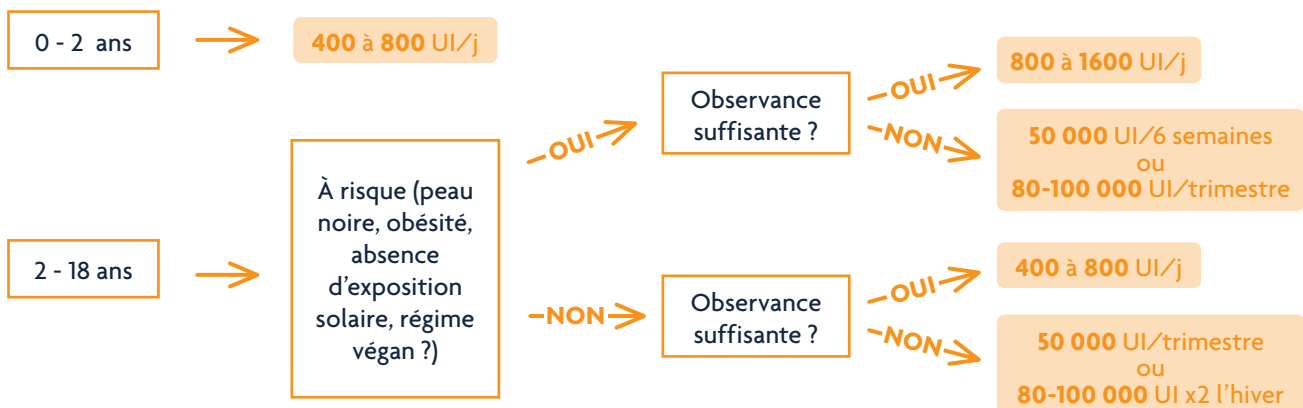 0 - 2 ans
400 à 800 UI/j
2 - 18 ans
À risque (peau
noire, obésité,
absence
d'exposition
solaire, régime
végan ?)
OUI
Observance
suffisante ?
OUI
800 à 1600 UI/j
NON
50 000 UI/6 semaines
ou
80-100 000 UI/trimestre
NON
Observance
suffisante ?
OUI
400 à 800 UI/j
NON
50 000 UI/trimestre
ou
80-100 000 UI x2 l'hiver